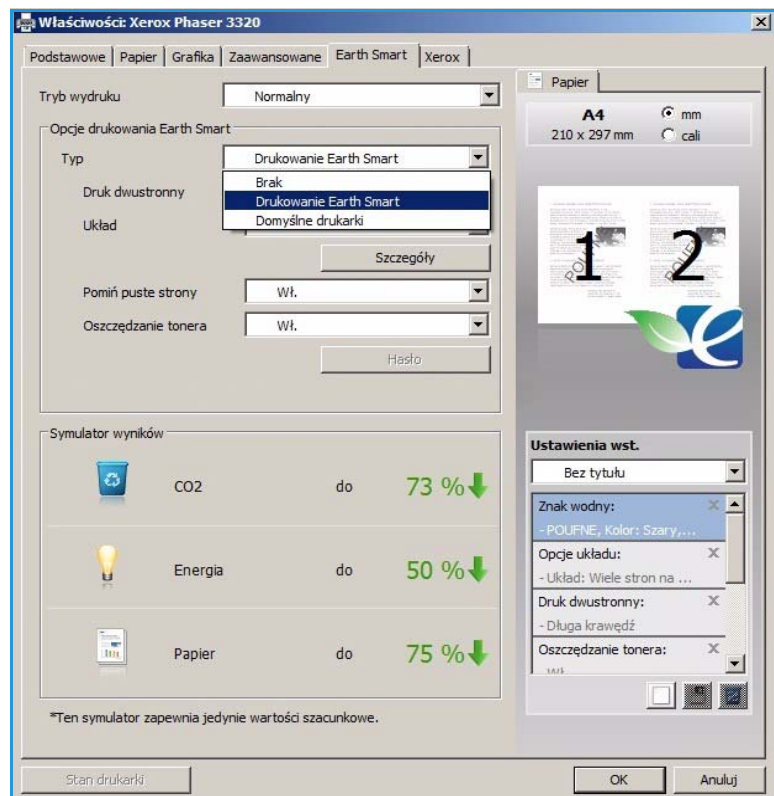 Właściwości: Xerox Phaser 3320
Podstawowe Papier Grafika Zaawansowane Earth Smart Xerox
Tryb wydruku Normalny
Opcje drukowania Earth Smart
Typ Drukowanie Earth Smart
Brak
Drukowanie Earth Smart
Domyślne drukarki
Druk dwustronny
Układ
Szczegóły
Pomiń puste strony Wł.
Oszczędzanie tonera Wł.
Hasło
Symulator wyników
CO2 do 73 %
Energia do 50 %
Papier do 75 %
*Ten symulator zapewnia jedynie wartości szacunkowe.
Stan drukarki
Papier
A4
210 x 297 mm
mm
cali
1 2
Ustawienia wst.
Bez tytułu
Znak wodny:
- POUFNE, Kolor: Szary,...
Opcje układu:
- Układ: Wiele stron na ...
Druk dwustronny:
- Długa krawędź
Oszczędzanie tonera:
- Wł.
OK Anuluj